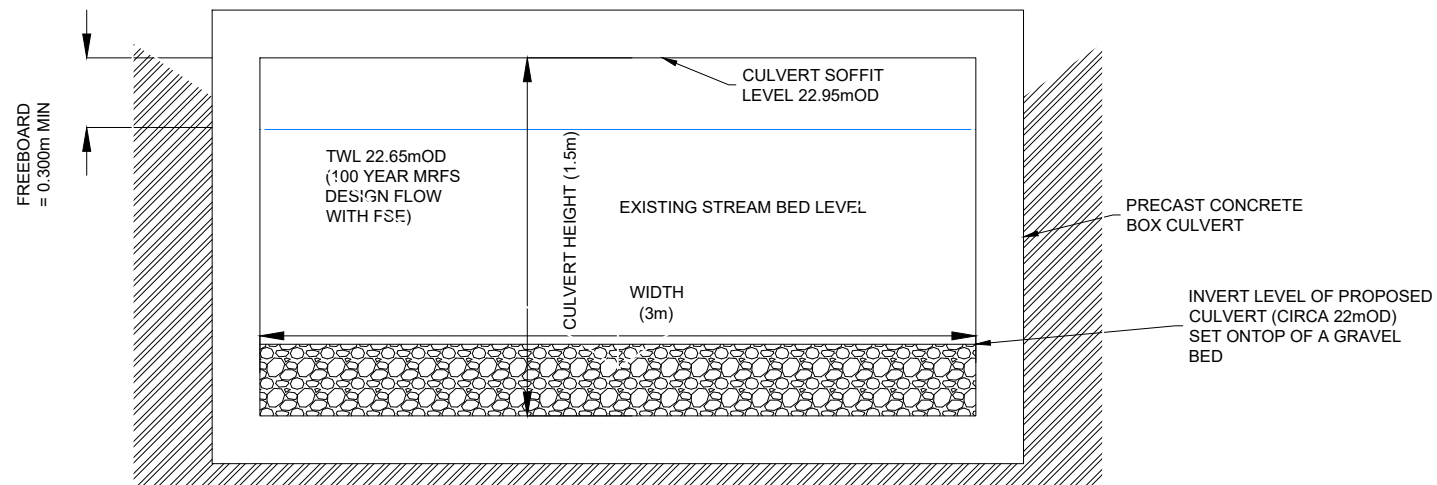 FREEBOARD
= 0.300m MIN
CULVERT SOFFIT
LEVEL 22.95mOD
TWL 22.65mOD
(100 YEAR MRFS
DESIGN FLOW
WITH FSE)
CULVERT HEIGHT (1.5m)
EXISTING STREAM BED LEVEL
WIDTH
(3m)
PRECAST CONCRETE
BOX CULVERT
INVERT LEVEL OF PROPOSED
CULVERT (CIRCA 22mOD)
SET ONTOP OF A GRAVEL
BED